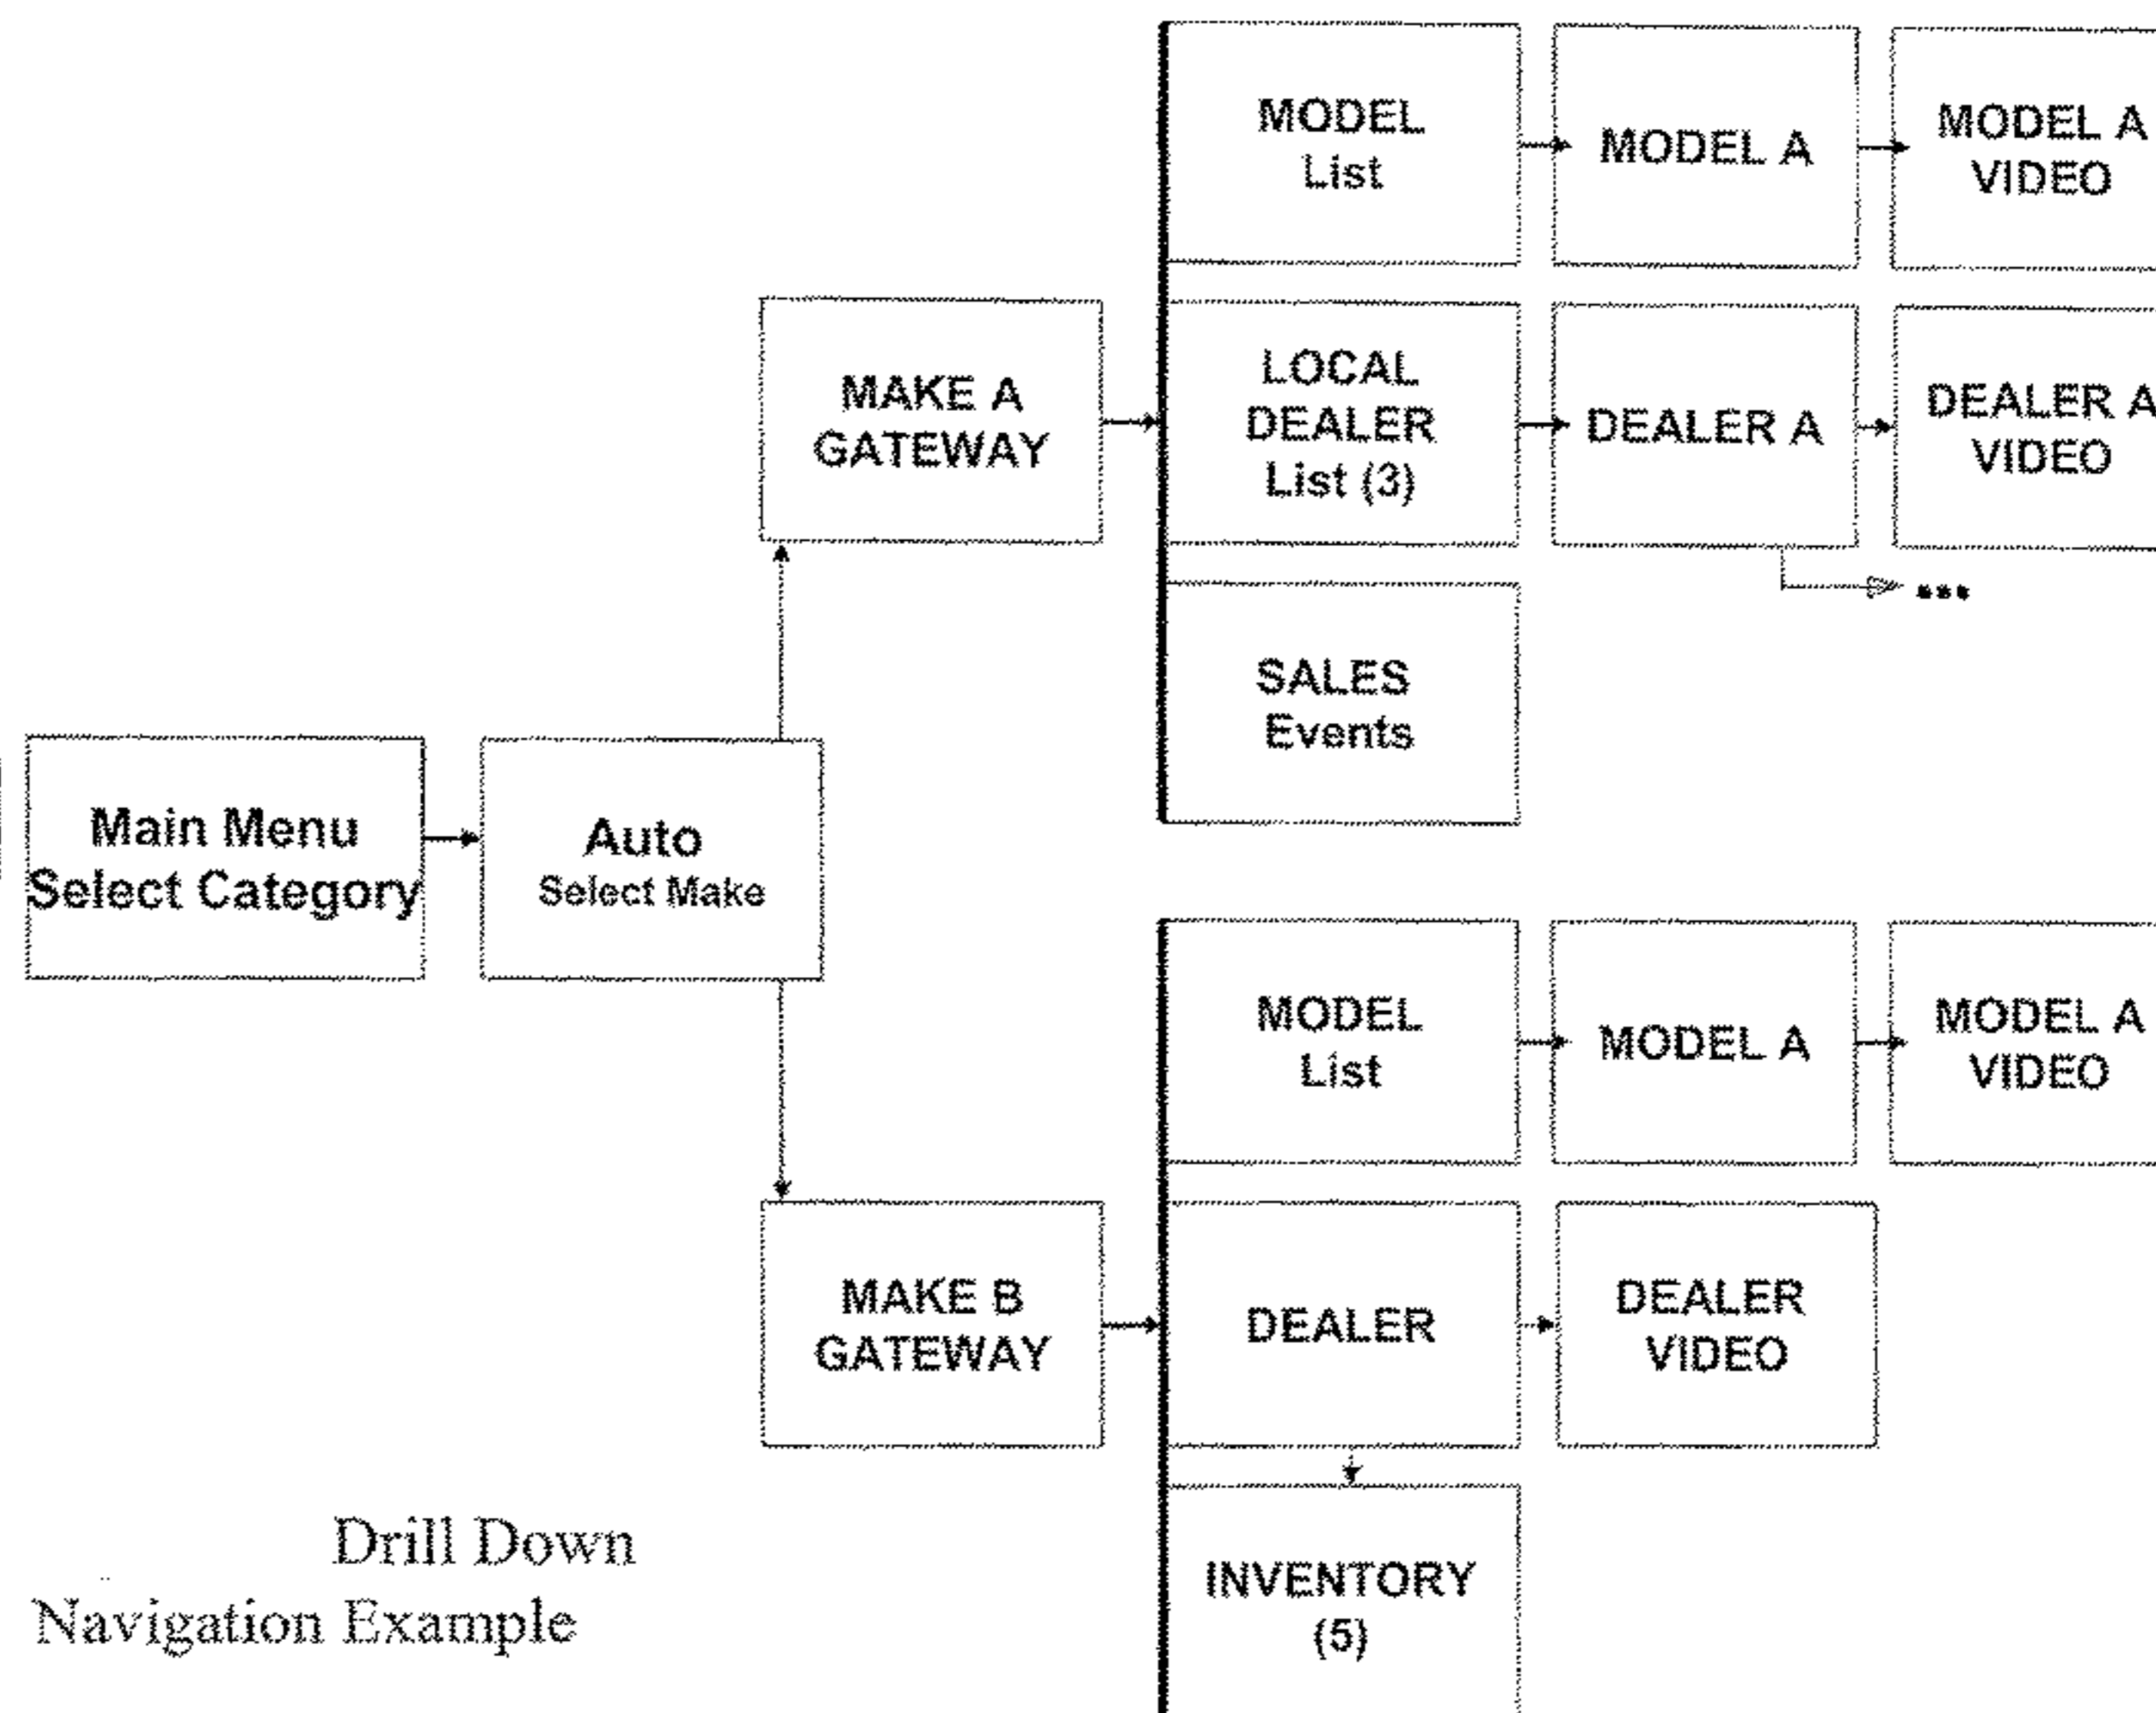 MODEL
List
MODEL A
MODEL A
VIDEO
MAKE A
GATEWAY
LOCAL
DEALER
List (3)
DEALER A
DEALER A
VIDEO
...
SALES
Events
Main Menu
Select Category
Auto
Select Make
MODEL
List
MODEL A
MODEL A
VIDEO
MAKE B
GATEWAY
DEALER
DEALER
VIDEO
INVENTORY
(5)
Drill Down
Navigation Example